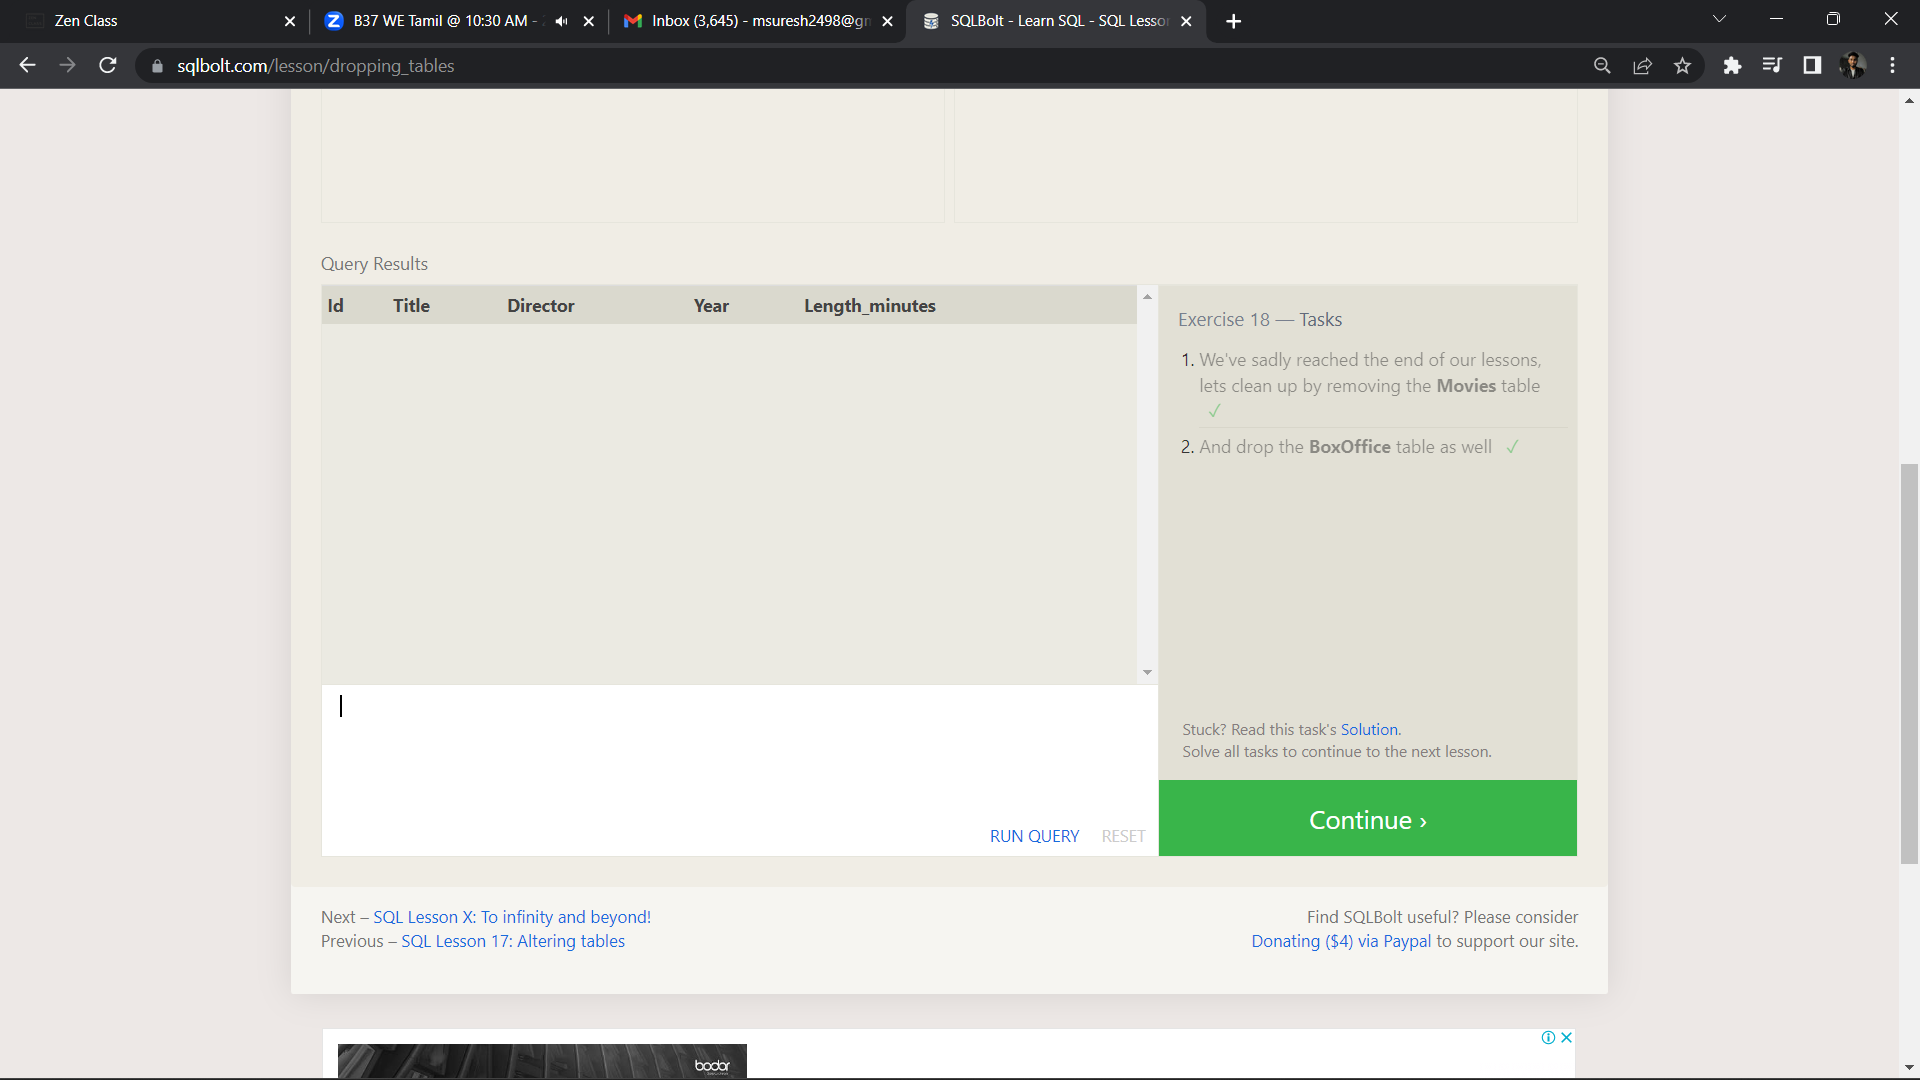 Zen Class
B37 WE Tamil @ 10:30 AM -
Inbox (3,645) - msuresh2498@gm
SQLBolt - Learn SQL - SQL Lesson
sqlbolt.com/lesson/dropping_tables
Query Results
Id Title Director Year Length_minutes
Exercise 18 — Tasks
1. We've sadly reached the end of our lessons,
lets clean up by removing the Movies table
✓
2. And drop the BoxOffice table as well ✓
Stuck? Read this task's Solution.
Solve all tasks to continue to the next lesson.
RUN QUERY RESET
Continue ›
Next – SQL Lesson X: To infinity and beyond!
Previous – SQL Lesson 17: Altering tables
Find SQLBolt useful? Please consider
Donating ($4) via Paypal to support our site.
bodor